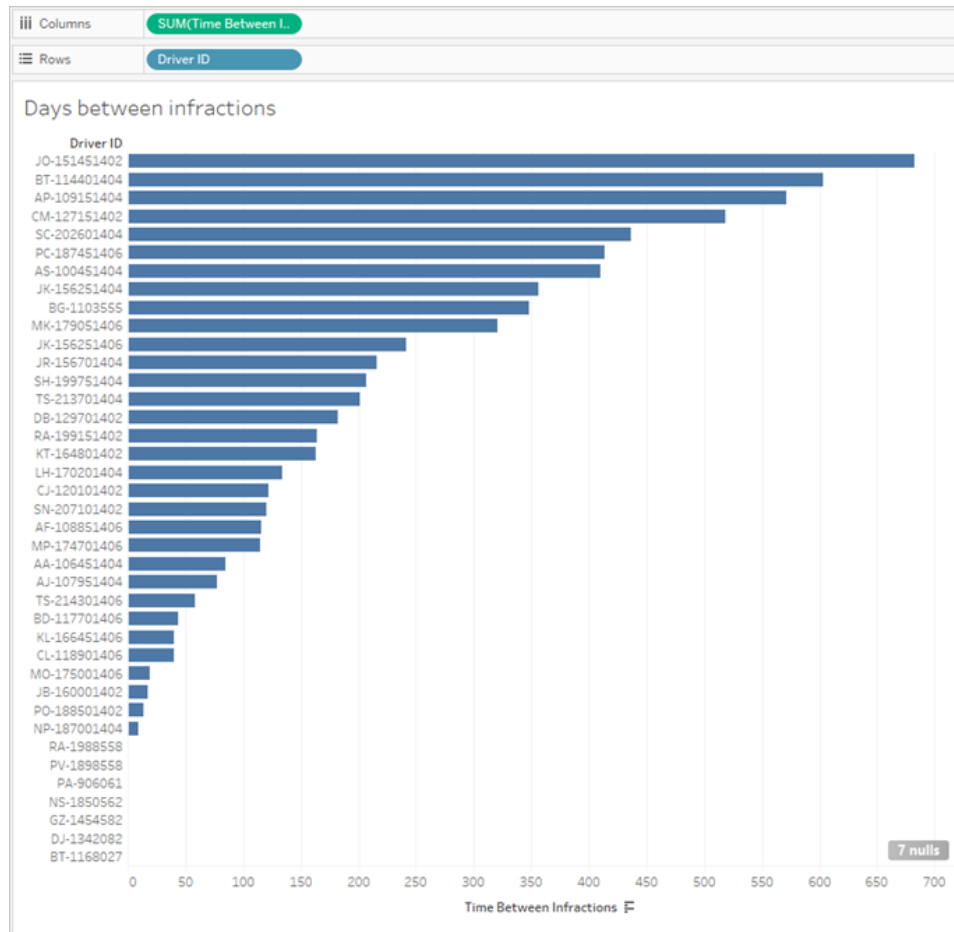 Columns SUM(Time Between I..
Rows Driver ID
Days between infractions
Driver ID
JO-151451402
BT-114401404
AP-109151404
CM-127151402
SC-202601404
PC-187451406
AS-100451404
JK-156251404
BG-1103555
MK-179051406
JK-156251406
JR-156701404
SH-199751404
TS-213701404
DB-129701402
RA-199151402
KT-164801402
LH-170201404
CJ-120101402
SN-207101402
AF-108851406
MP-174701406
AA-106451404
AJ-107951404
TS-214301406
BD-117701406
KL-166451406
CL-118901406
MO-175001406
JB-160001402
PO-188501402
NP-187001404
RA-1988558
PV-1898558
PA-906061
NS-1850562
GZ-1454582
DJ-1342082
BT-1168027
7 nulls
0 50 100 150 200 250 300 350 400 450 500 550 600 650 700
Time Between Infractions